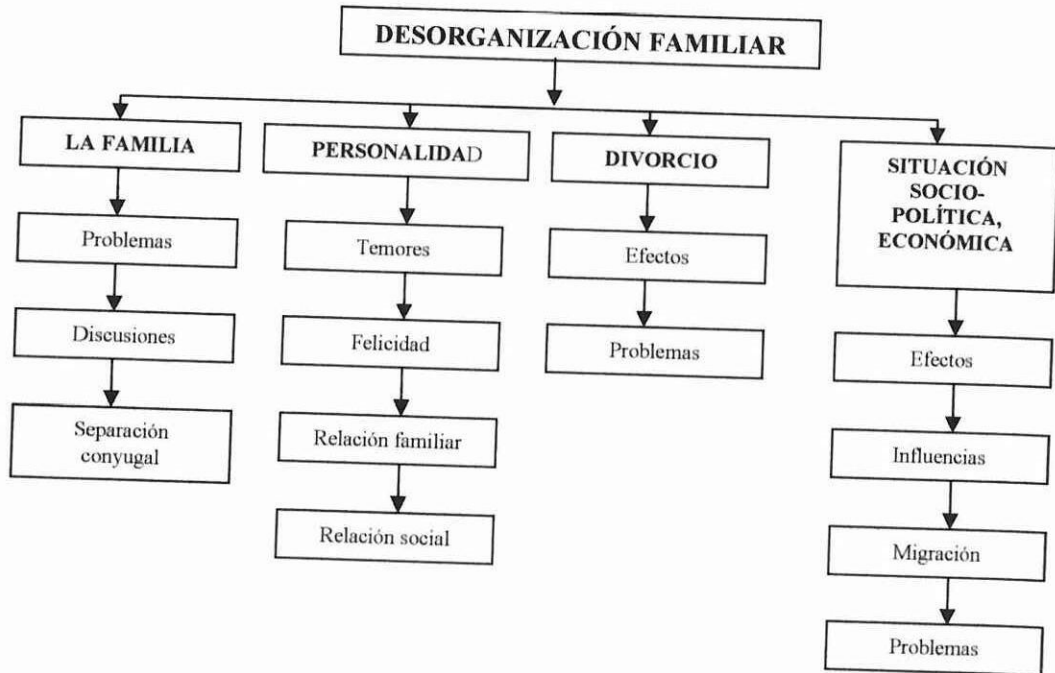 DESORGANIZACIÓN FAMILIAR
LA FAMILIA
Problemas
Discusiones
Separación
conyugal
PERSONALIDAD
Temores
Felicidad
Relación familiar
Relación social
DIVORCIO
Efectos
Problemas
SITUACIÓN
SOCIO-
POLÍTICA,
ECONÓMICA
Efectos
Influencias
Migración
Problemas